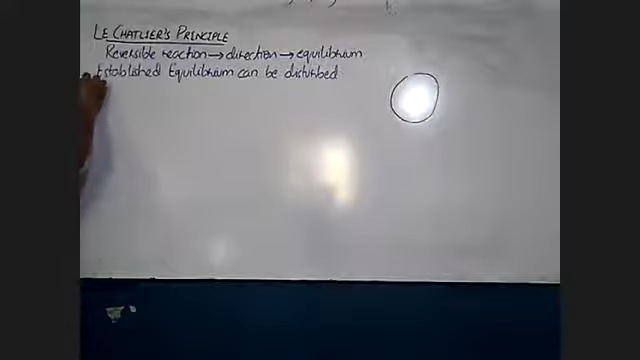 LE CHATLIER'S PRINCIPLE
Reversible reaction → direction → equilibrium
Established Equilibrium can be disturbed